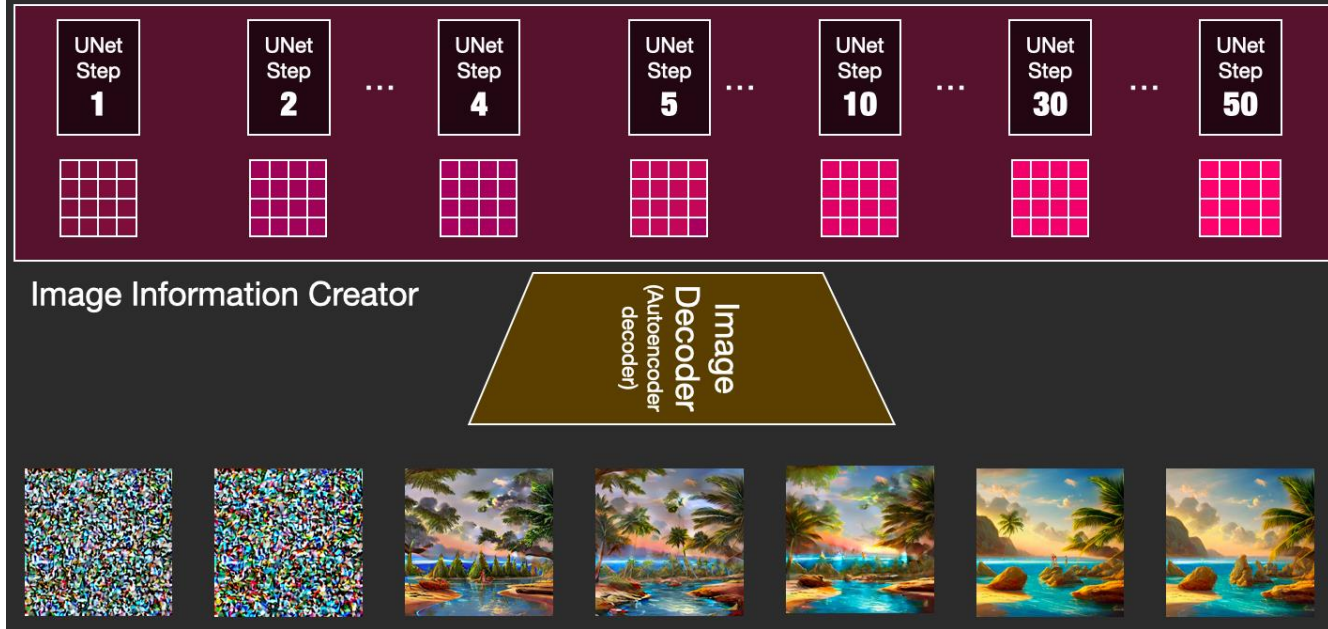 UNet
Step
1
UNet
Step
2
...
UNet
Step
4
UNet
Step
5
...
UNet
Step
10
...
UNet
Step
30
...
UNet
Step
50
Image Information Creator
Image
Decoder
(Autoencoder
decoder)